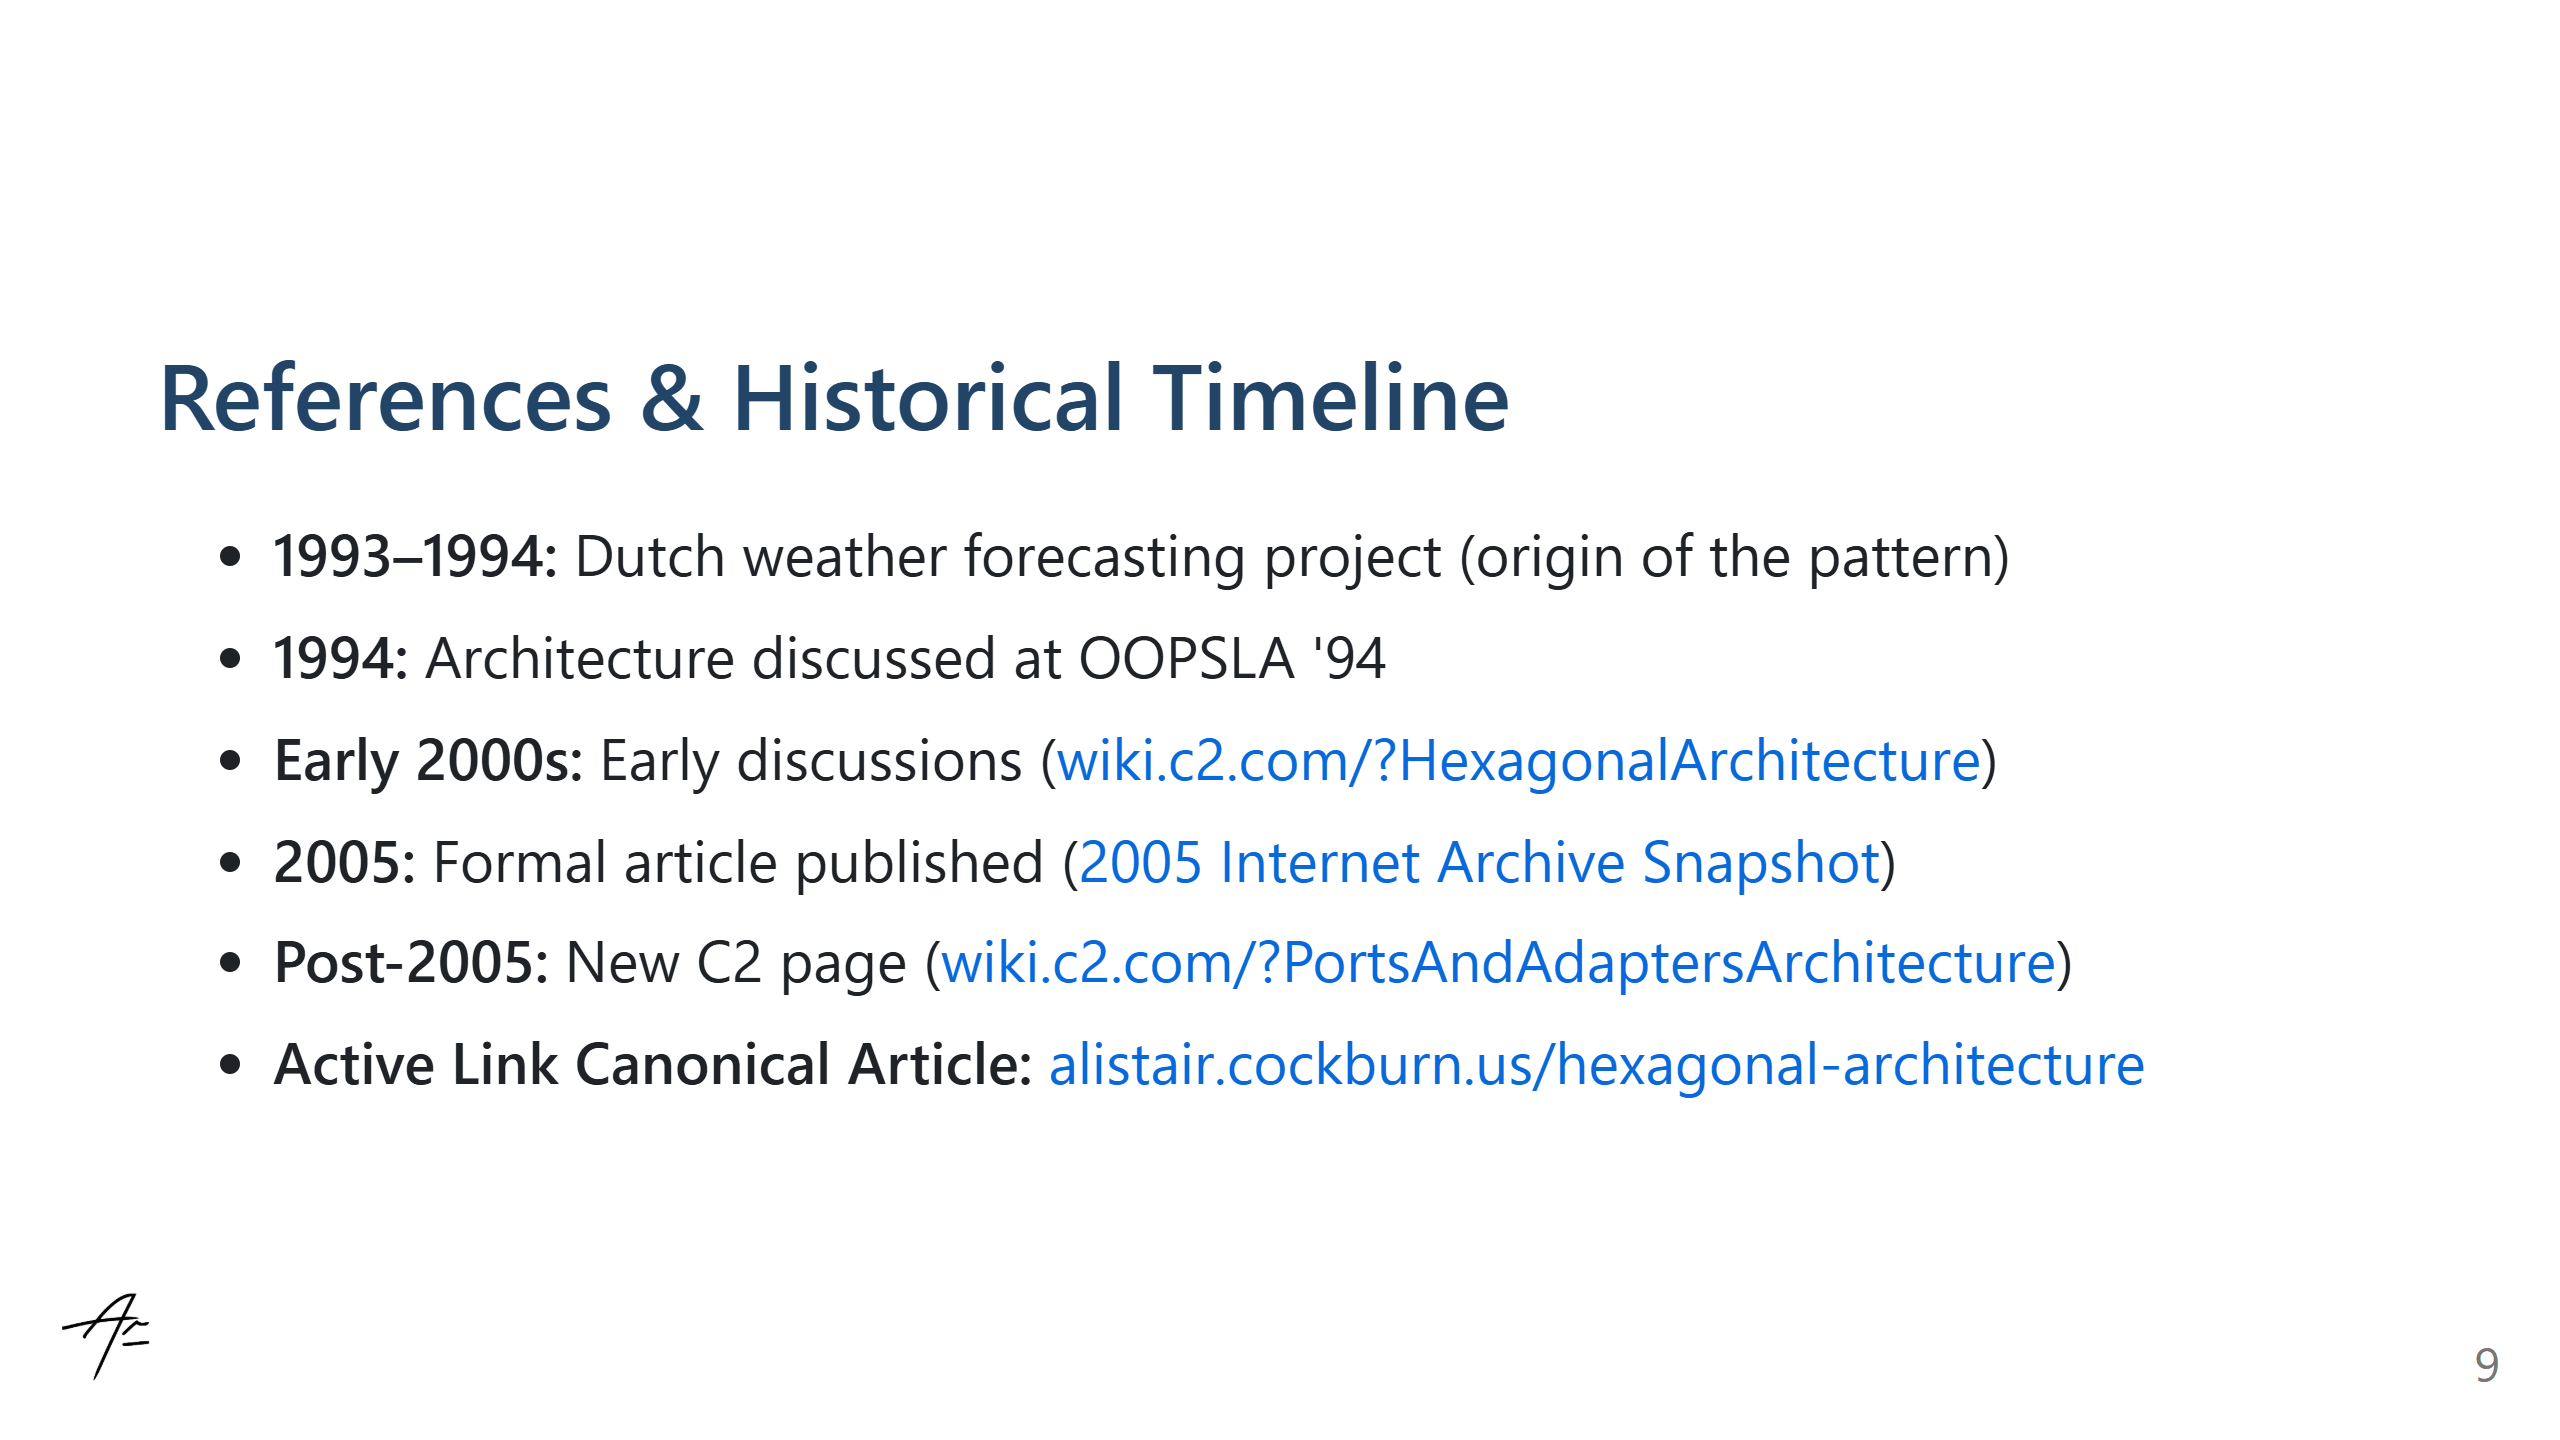 References & Historical Timeline
• 1993–1994: Dutch weather forecasting project (origin of the pattern)
• 1994: Architecture discussed at OOPSLA '94
• Early 2000s: Early discussions (wiki.c2.com/?HexagonalArchitecture)
• 2005: Formal article published (2005 Internet Archive Snapshot)
• Post-2005: New C2 page (wiki.c2.com/?PortsAndAdaptersArchitecture)
• Active Link Canonical Article: alistair.cockburn.us/hexagonal-architecture
9